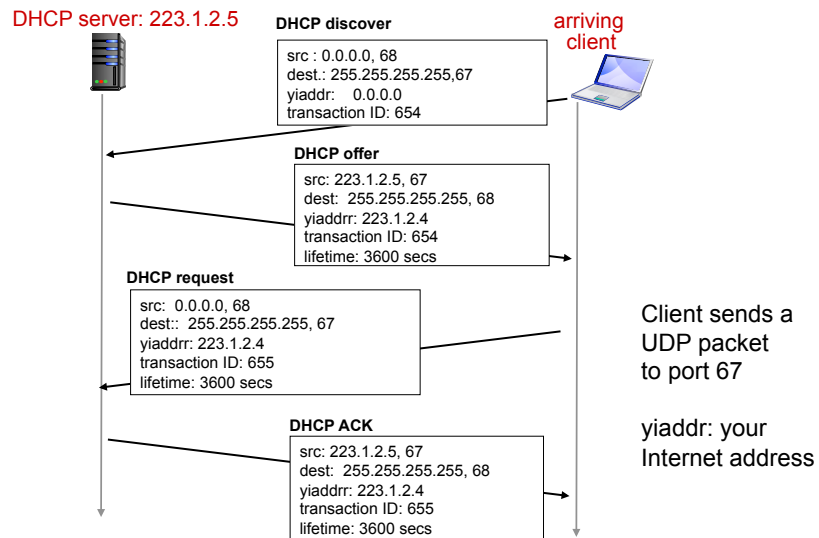 DHCP server: 223.1.2.5
DHCP discover
arriving
client
src : 0.0.0.0, 68
dest.: 255.255.255.255,67
yiaddr: 0.0.0.0
transaction ID: 654
DHCP offer
src: 223.1.2.5, 67
dest: 255.255.255.255, 68
yiaddrr: 223.1.2.4
transaction ID: 654
lifetime: 3600 secs
DHCP request
src: 0.0.0.0, 68
dest:: 255.255.255.255, 67
yiaddrr: 223.1.2.4
transaction ID: 655
lifetime: 3600 secs
Client sends a
UDP packet
to port 67
yiaddr: your
Internet address
DHCP ACK
src: 223.1.2.5, 67
dest: 255.255.255.255, 68
yiaddrr: 223.1.2.4
transaction ID: 655
lifetime: 3600 secs